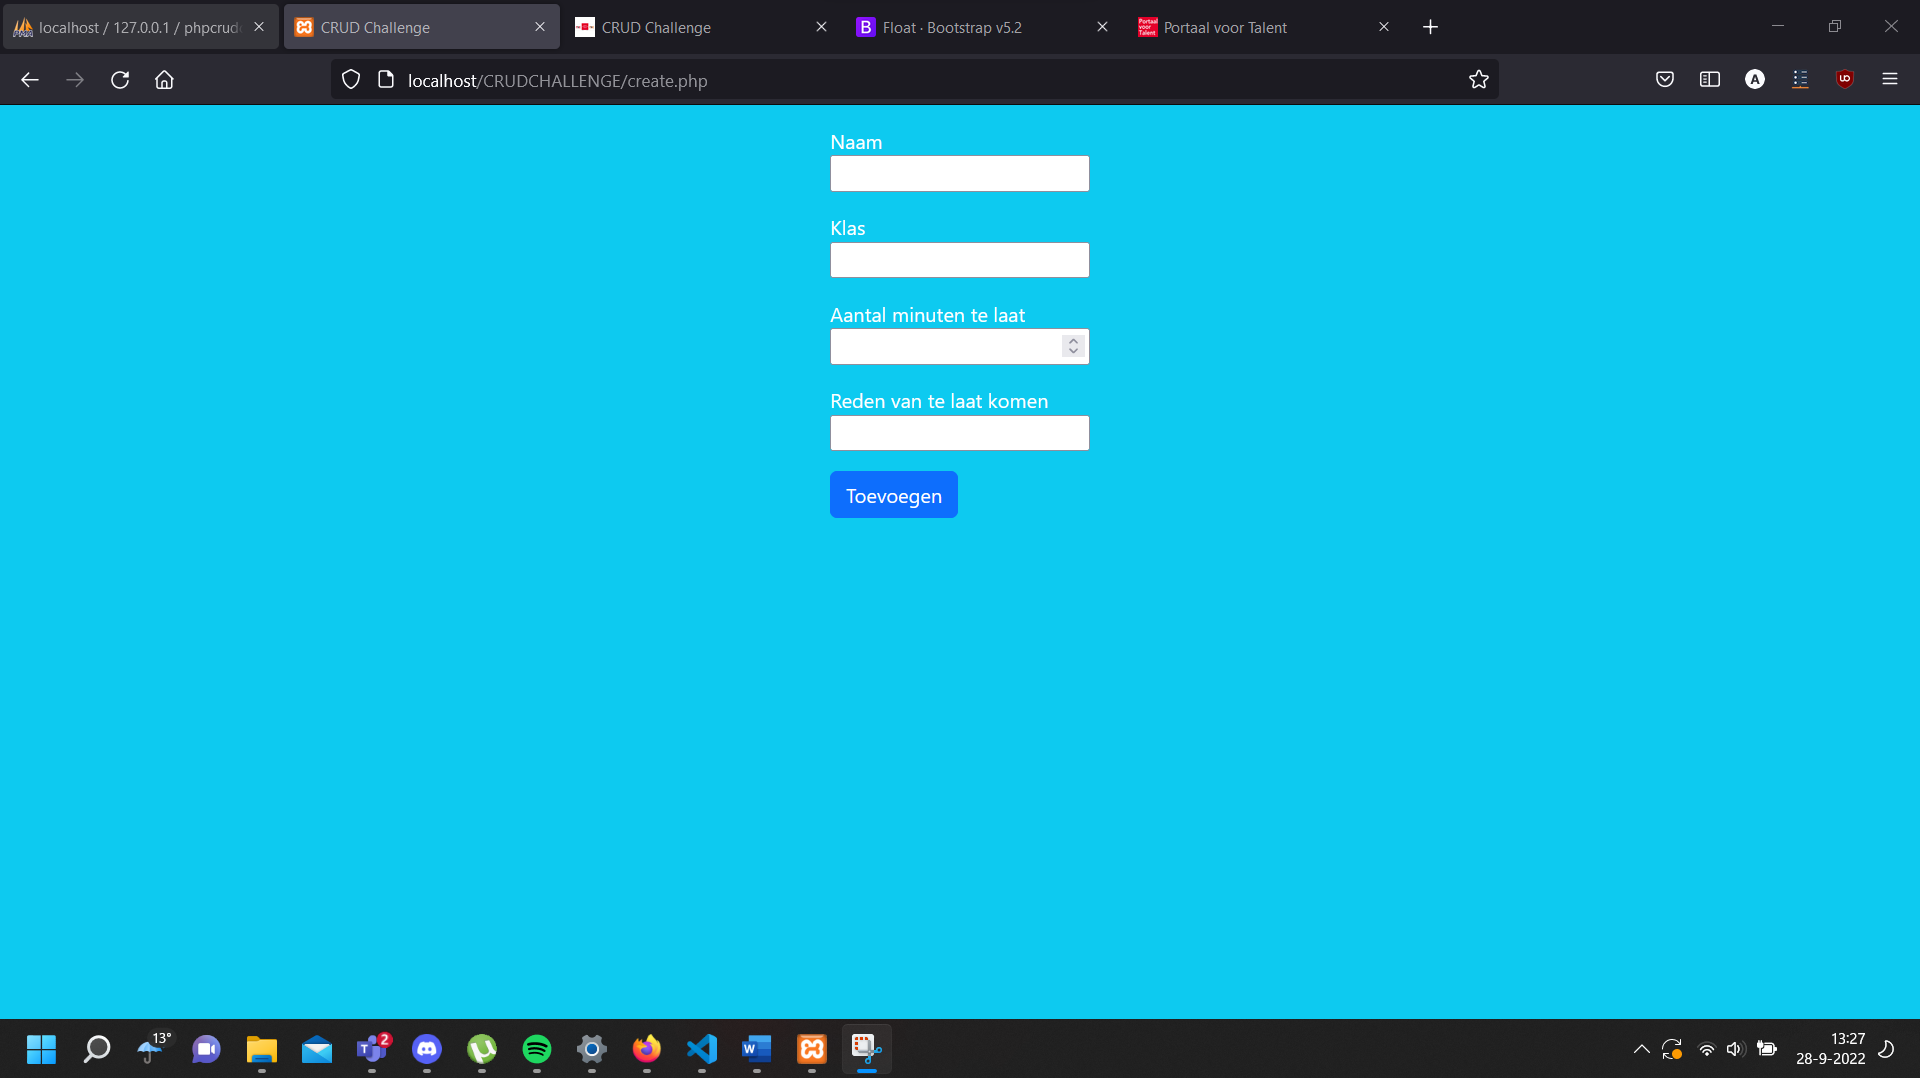 localhost / 127.0.0.1 / phpcrud
CRUD Challenge
CRUD Challenge
Float · Bootstrap v5.2
Portaal voor Talent
localhost/CRUDCHALLENGE/create.php
Naam
Klas
Aantal minuten te laat
Reden van te laat komen
Toevoegen
13°
2
13:27
28-9-2022